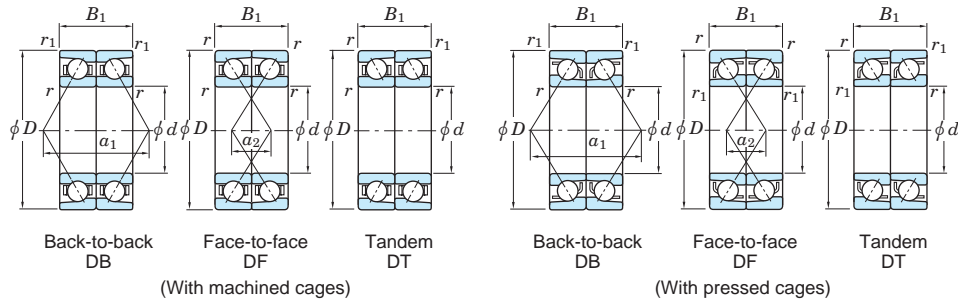 B₁ B₁ B₁ B₁ B₁ B₁
r₁ r₁ r r r₁ r r₁ r₁ r r r₁ r
r r r r r r r₁ r₁ r₁
φD φd φD φd φD φd φD φd φD φd φD φd
a₁ a₂ a₁ a₂
Back-to-back Face-to-face Tandem Back-to-back Face-to-face Tandem
DB DF DT DB DF DT
(With machined cages) (With pressed cages)